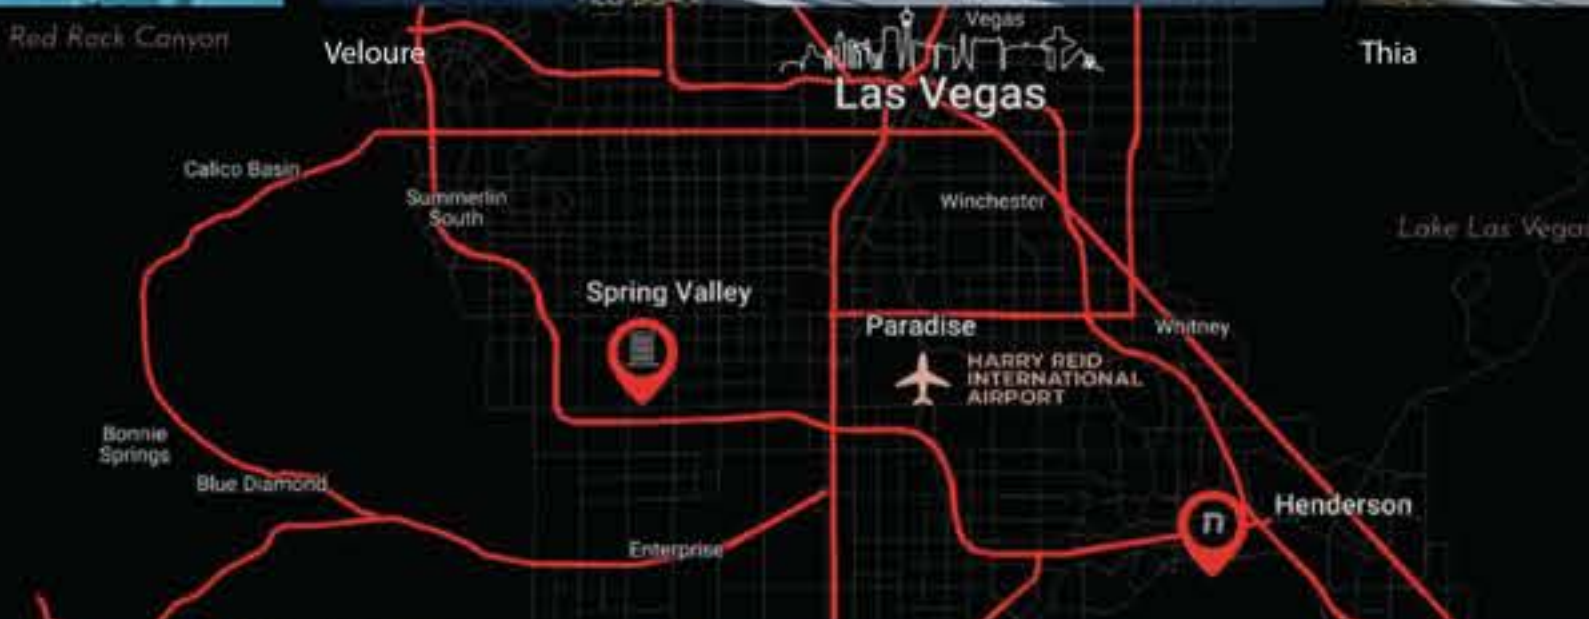 Vegas
Red Rock Canyon
Veloure
Thia
Las Vegas
Calico Basin
Summerlin
South
Winchester
Lake Las Vegas
Spring Valley
Paradise
Whitney
HARRY REID
INTERNATIONAL
AIRPORT
Bonnie
Springs
Blue Diamond
Henderson
n
Enterprise